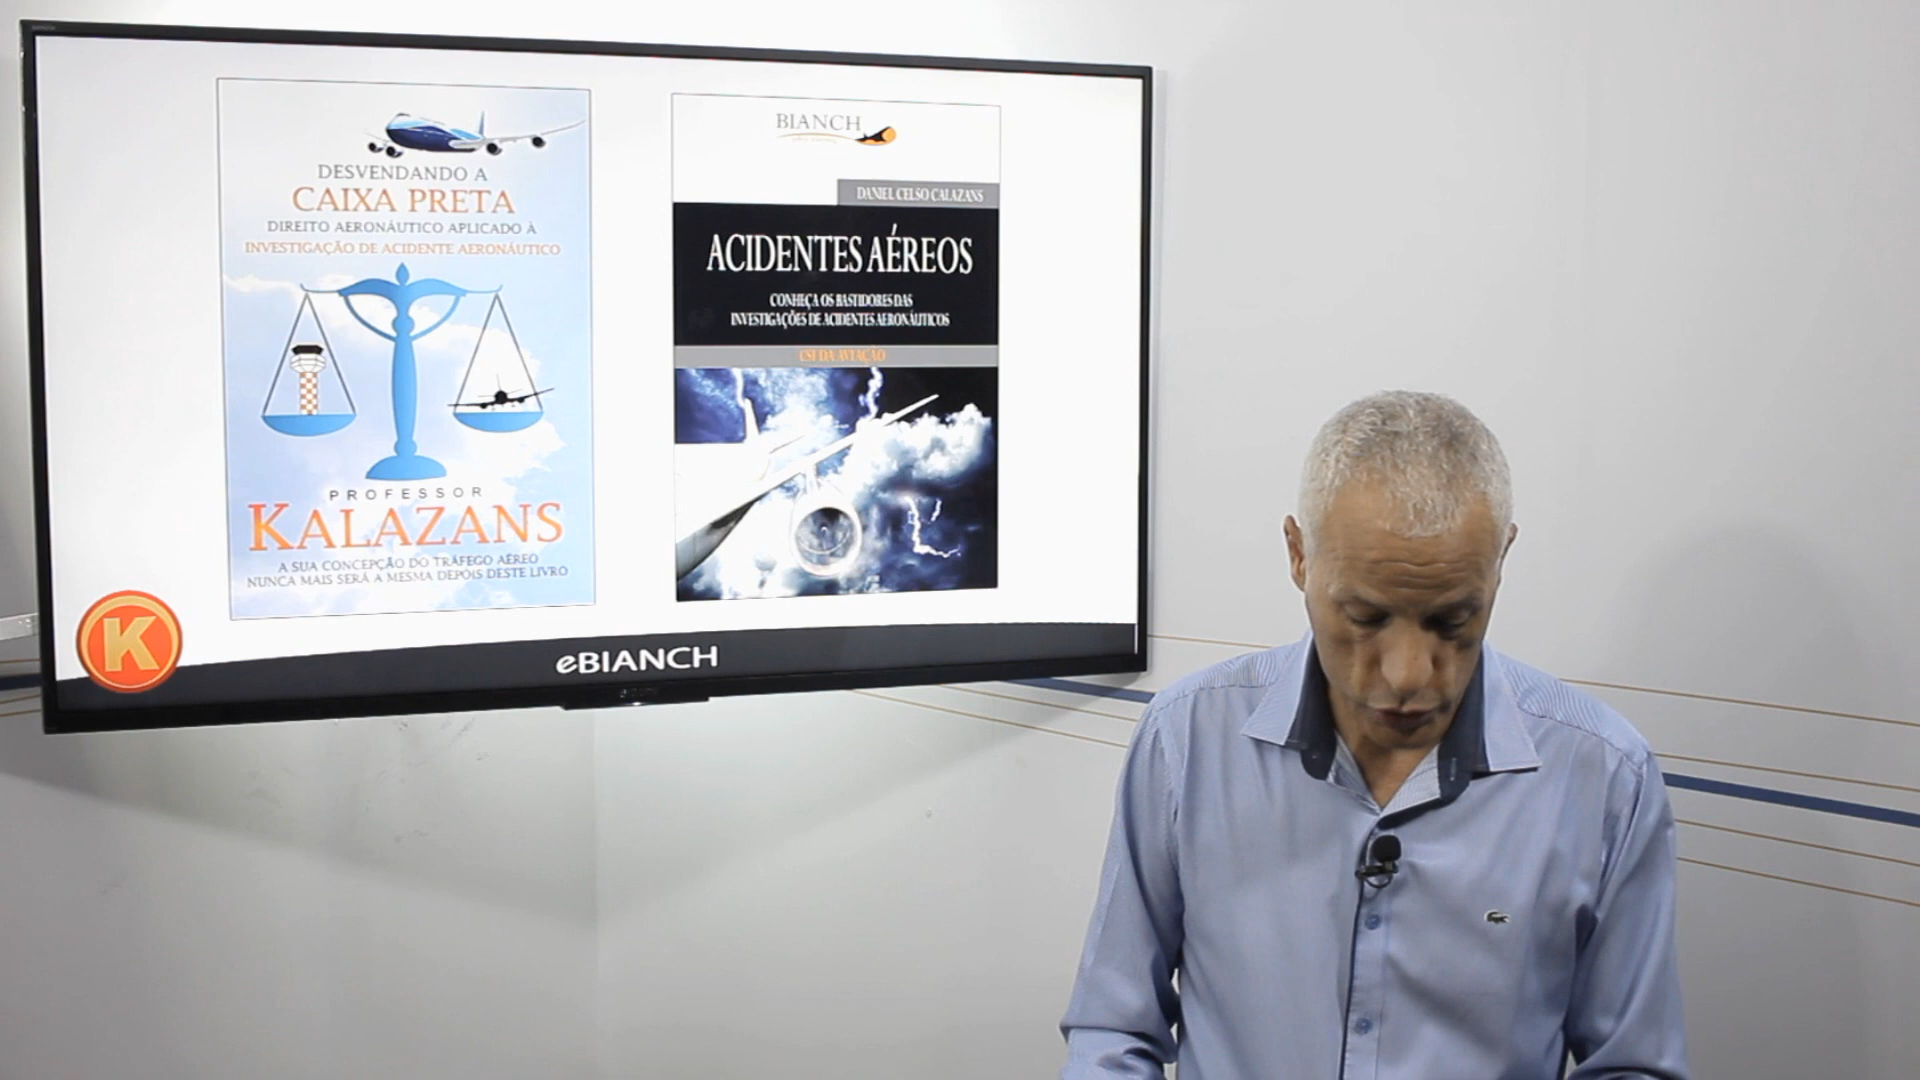 DESVENDANDO A
CAIXA PRETA
DIREITO AERONÁUTICO APLICADO À
INVESTIGAÇÃO DE ACIDENTE AERONÁUTICO
PROFESSOR
KALAZANS
A SUA CONCEPÇÃO DO TRÁFEGO AÉREO
NUNCA MAIS SERÁ A MESMA DEPOIS DESTE LIVRO
BIANCH
DANIEL CELSO CALAZANS
ACIDENTES AÉREOS
CONHEÇA OS BASTIDORES DAS
INVESTIGAÇÕES DE ACIDENTES AERONÁUTICOS
CSI DA AVIAÇÃO
K
eBIANCH